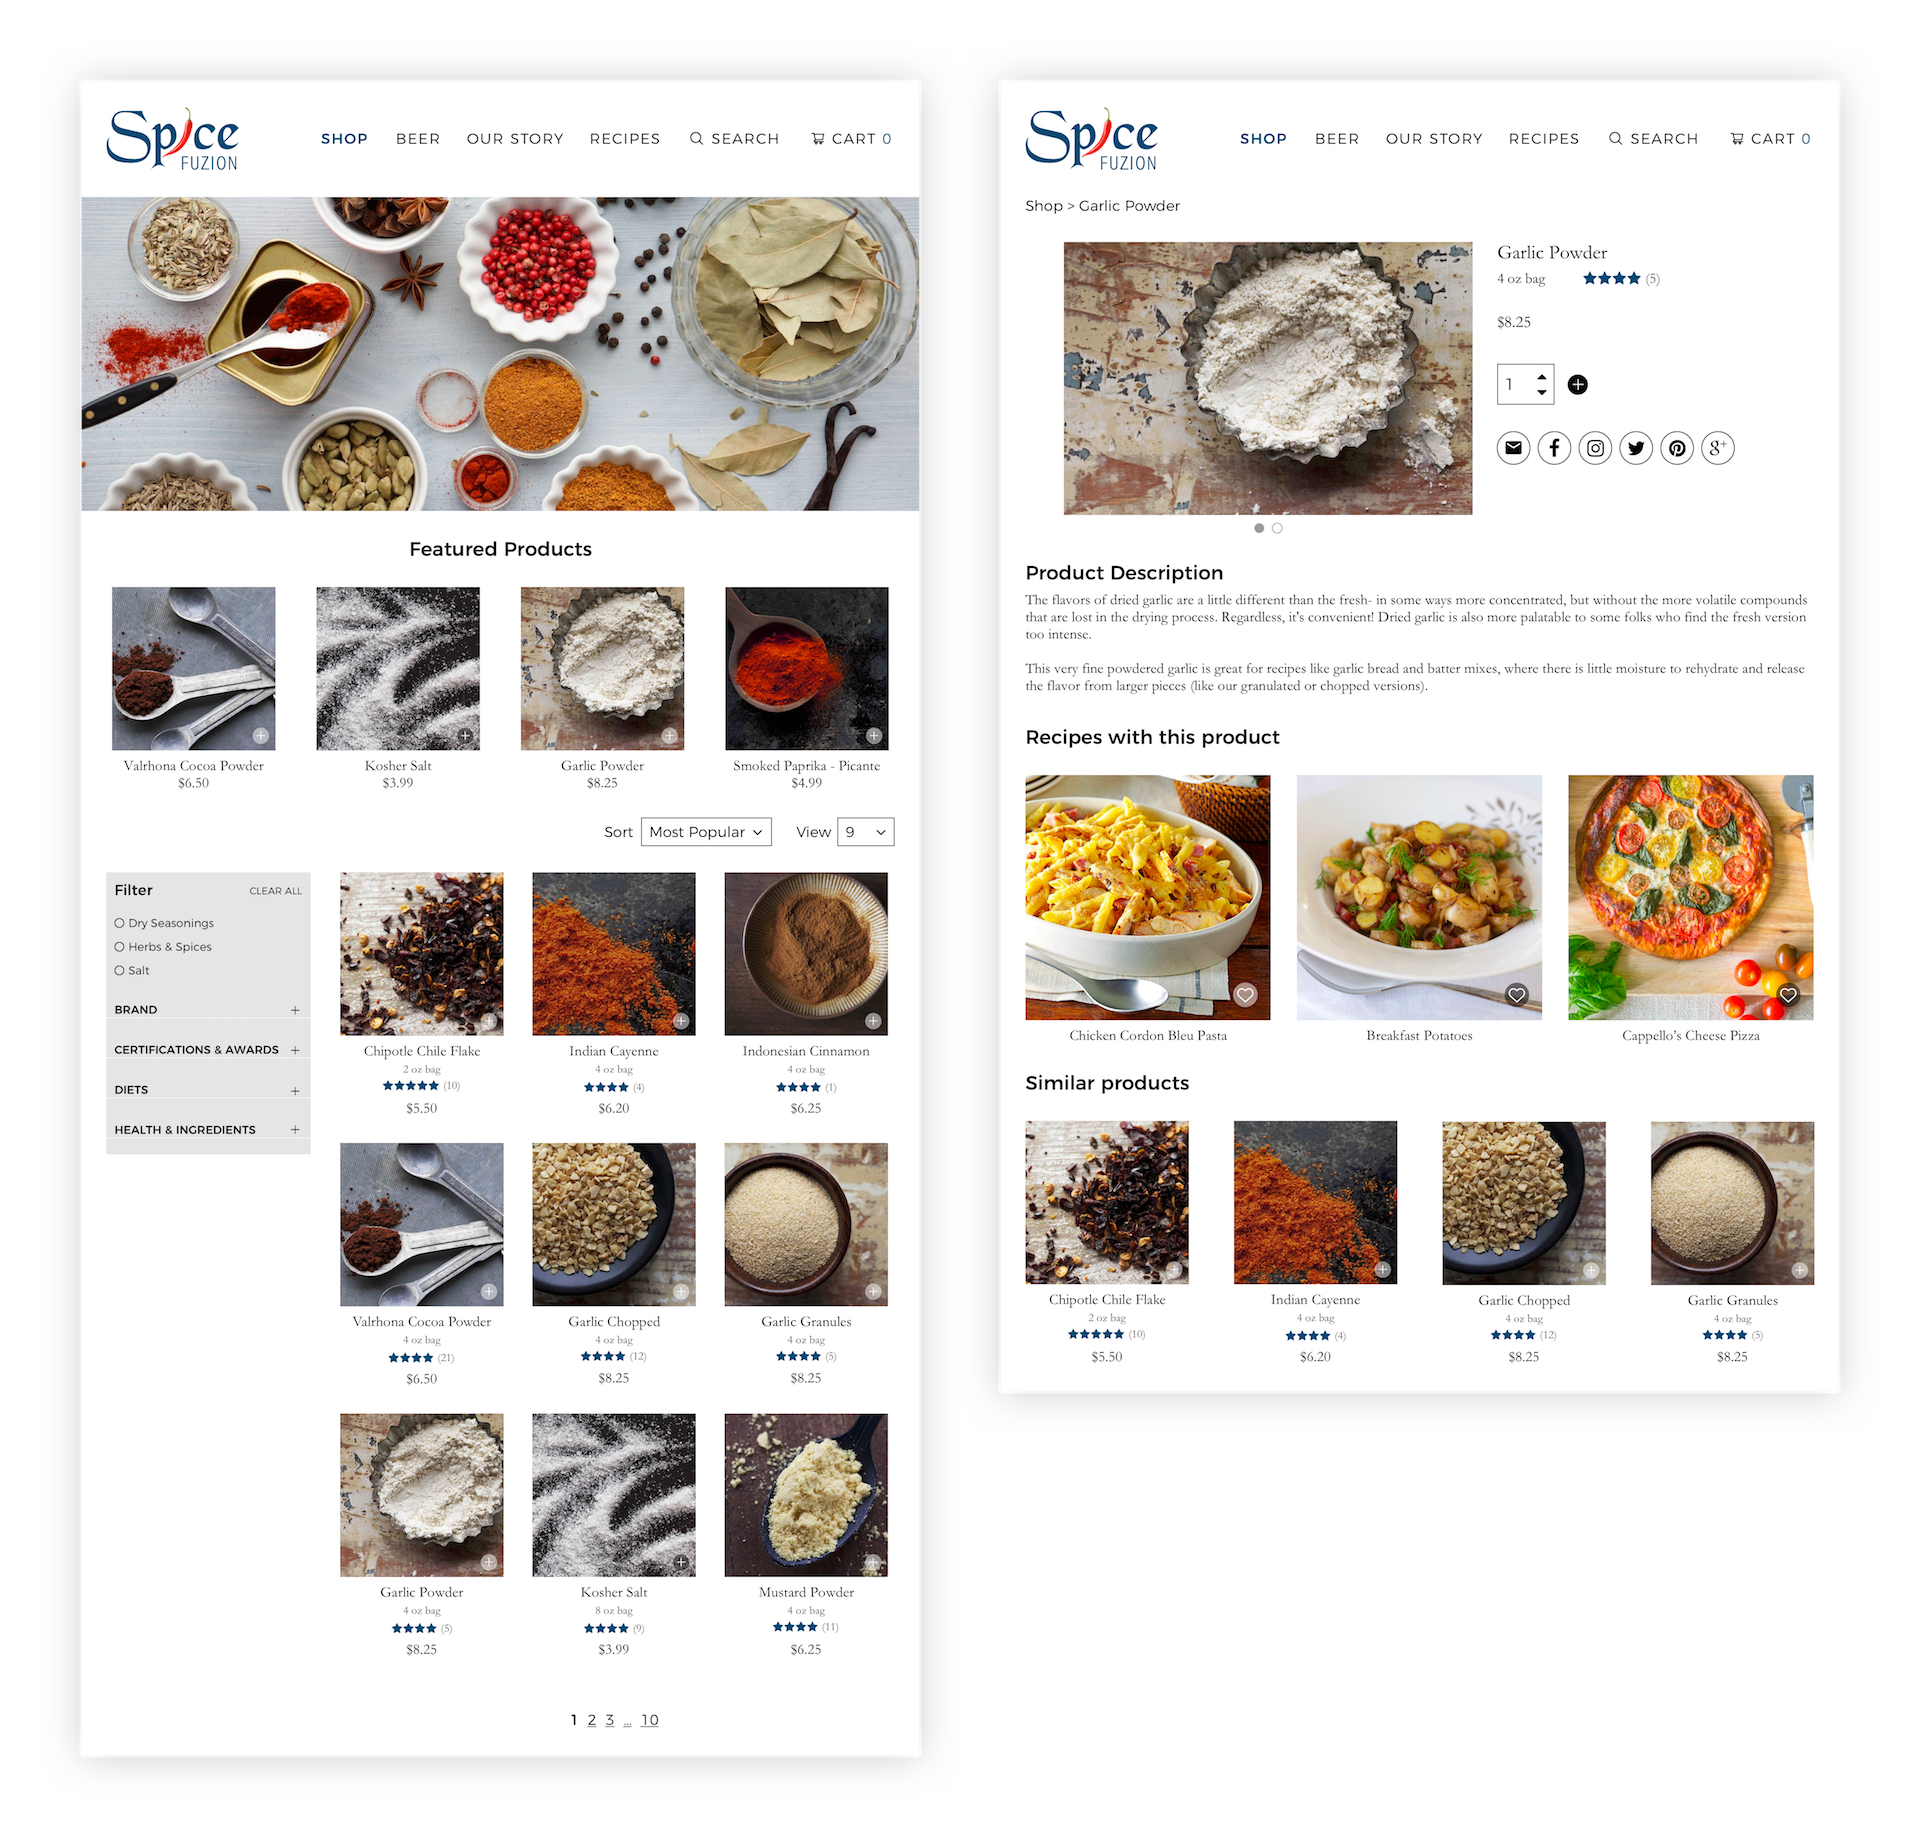 Spice
FUZION
SHOP BEER OUR STORY RECIPES SEARCH CART 0
Featured Products
Valrhona Cocoa Powder
$6.50
Kosher Salt
$3.99
Garlic Powder
$8.25
Smoked Paprika - Picante
$4.99
Sort Most Popular View 9
Filter CLEAR ALL
Dry Seasonings
Herbs & Spices
Salt
BRAND +
CERTIFICATIONS & AWARDS +
DIETS +
HEALTH & INGREDIENTS +
Chipotle Chile Flake
2 oz bag
(10)
$5.50
Indian Cayenne
4 oz bag
(4)
$6.20
Indonesian Cinnamon
4 oz bag
(1)
$6.25
Valrhona Cocoa Powder
4 oz bag
(21)
$6.50
Garlic Chopped
4 oz bag
(12)
$8.25
Garlic Granules
4 oz bag
(5)
$8.25
Garlic Powder
4 oz bag
(5)
$8.25
Kosher Salt
8 oz bag
(9)
$3.99
Mustard Powder
4 oz bag
(11)
$6.25
1 2 3 ... 10
Spice
FUZION
SHOP BEER OUR STORY RECIPES SEARCH CART 0
Shop > Garlic Powder
Garlic Powder
4 oz bag (5)
$8.25
1
g+
Product Description
The flavors of dried garlic are a little different than the fresh- in some ways more concentrated, but without the more volatile compounds
that are lost in the drying process. Regardless, it's convenient! Dried garlic is also more palatable to some folks who find the fresh version
too intense.
This very fine powdered garlic is great for recipes like garlic bread and batter mixes, where there is little moisture to rehydrate and release
the flavor from larger pieces (like our granulated or chopped versions).
Recipes with this product
Chicken Cordon Bleu Pasta
Breakfast Potatoes
Cappello's Cheese Pizza
Similar products
Chipotle Chile Flake
2 oz bag
(10)
$5.50
Indian Cayenne
4 oz bag
(4)
$6.20
Garlic Chopped
4 oz bag
(12)
$8.25
Garlic Granules
4 oz bag
(5)
$8.25